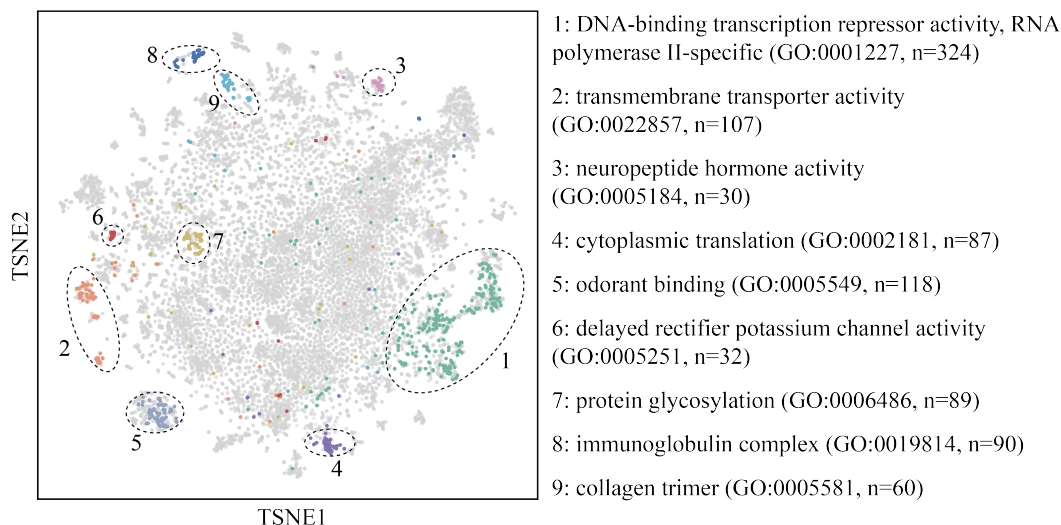 8
9
3
6
7
2
1
5
4
TSNE2
TSNE1
1: DNA-binding transcription repressor activity, RNA
polymerase II-specific (GO:0001227, n=324)
2: transmembrane transporter activity
(GO:0022857, n=107)
3: neuropeptide hormone activity
(GO:0005184, n=30)
4: cytoplasmic translation (GO:0002181, n=87)
5: odorant binding (GO:0005549, n=118)
6: delayed rectifier potassium channel activity
(GO:0005251, n=32)
7: protein glycosylation (GO:0006486, n=89)
8: immunoglobulin complex (GO:0019814, n=90)
9: collagen trimer (GO:0005581, n=60)